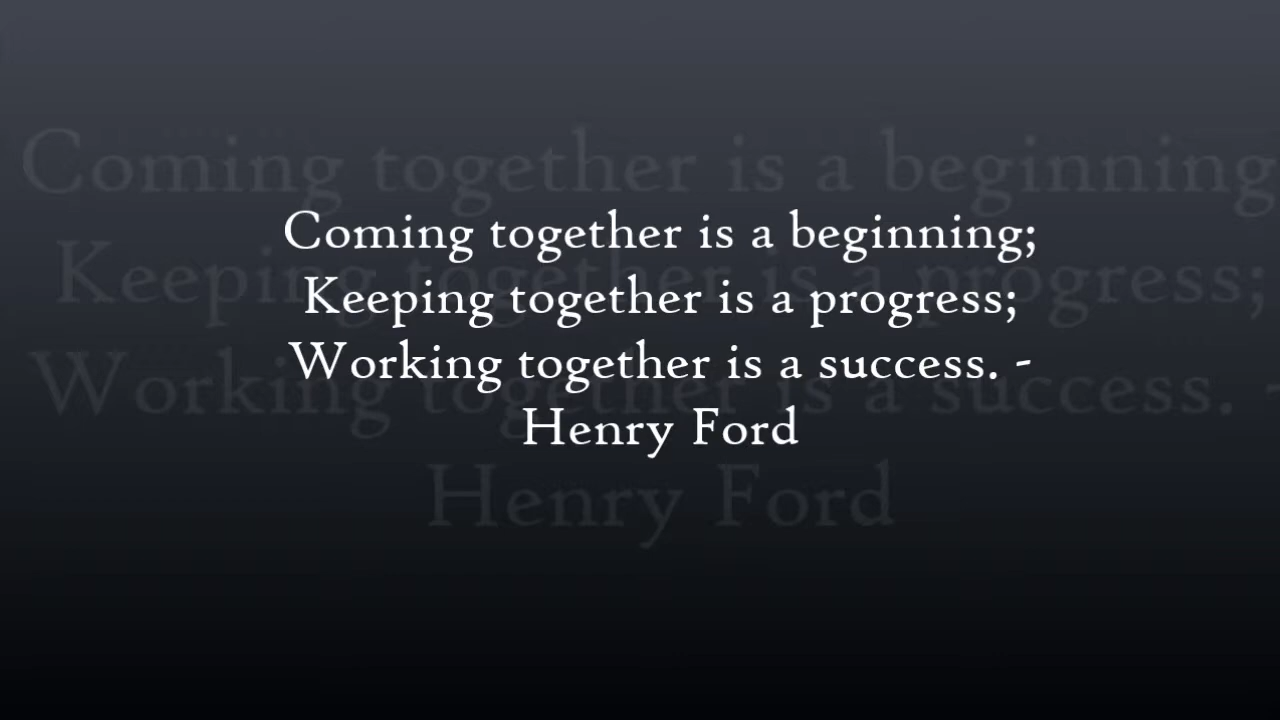 Coming together is a beginning;
Keeping together is a progress;
Working together is a success. -
Henry Ford